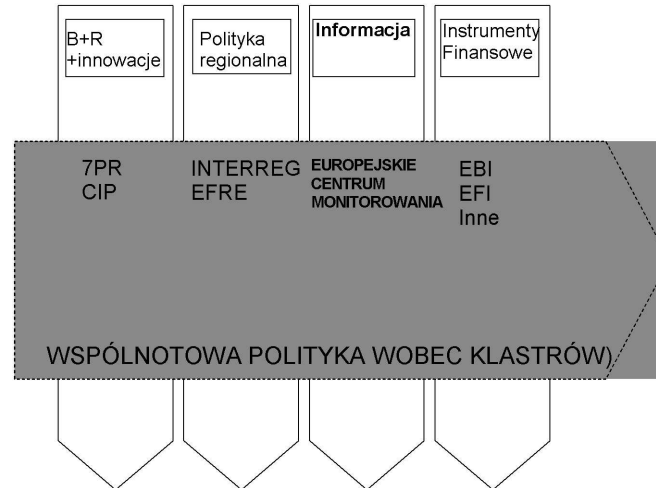 B+R
+innowacje
Polityka
regionalna
Informacja
Instrumenty
Finansowe
7PR
CIP
INTERREG
EFRE
EUROPEJSKIE
CENTRUM
MONITOROWANIA
EBI
EFI
Inne
WSPÓLNOTOWA POLITYKA WOBEC KLASTRÓW)